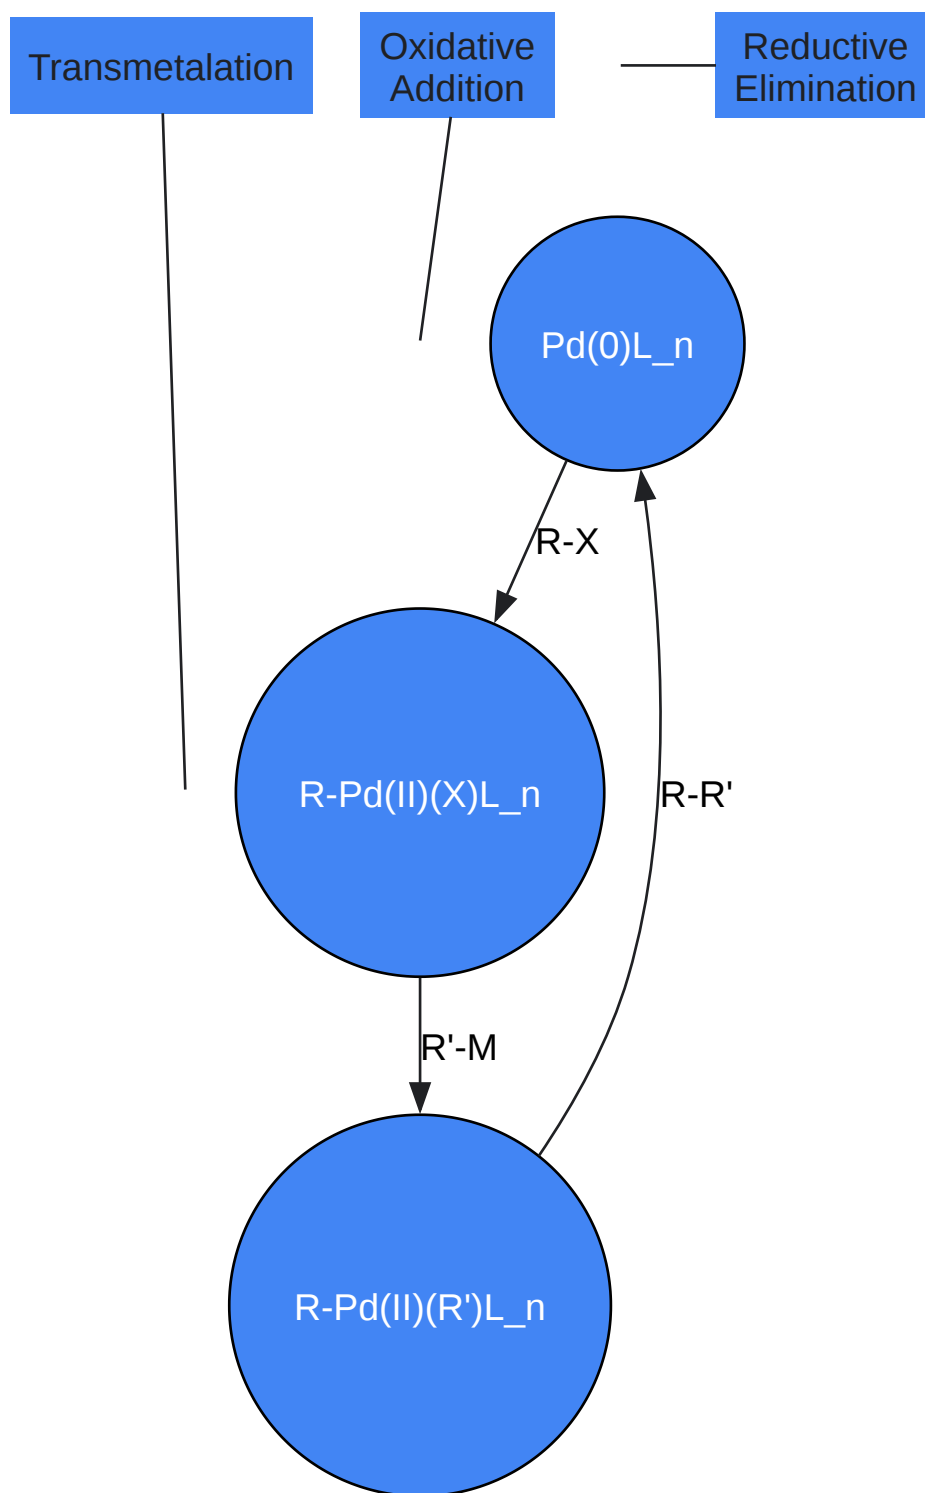 Transmetalation
Oxidative
Addition
Reductive
Elimination
Pd(0)L_n
R-X
R-Pd(II)(X)L_n
R-R'
R'-M
R-Pd(II)(R')L_n